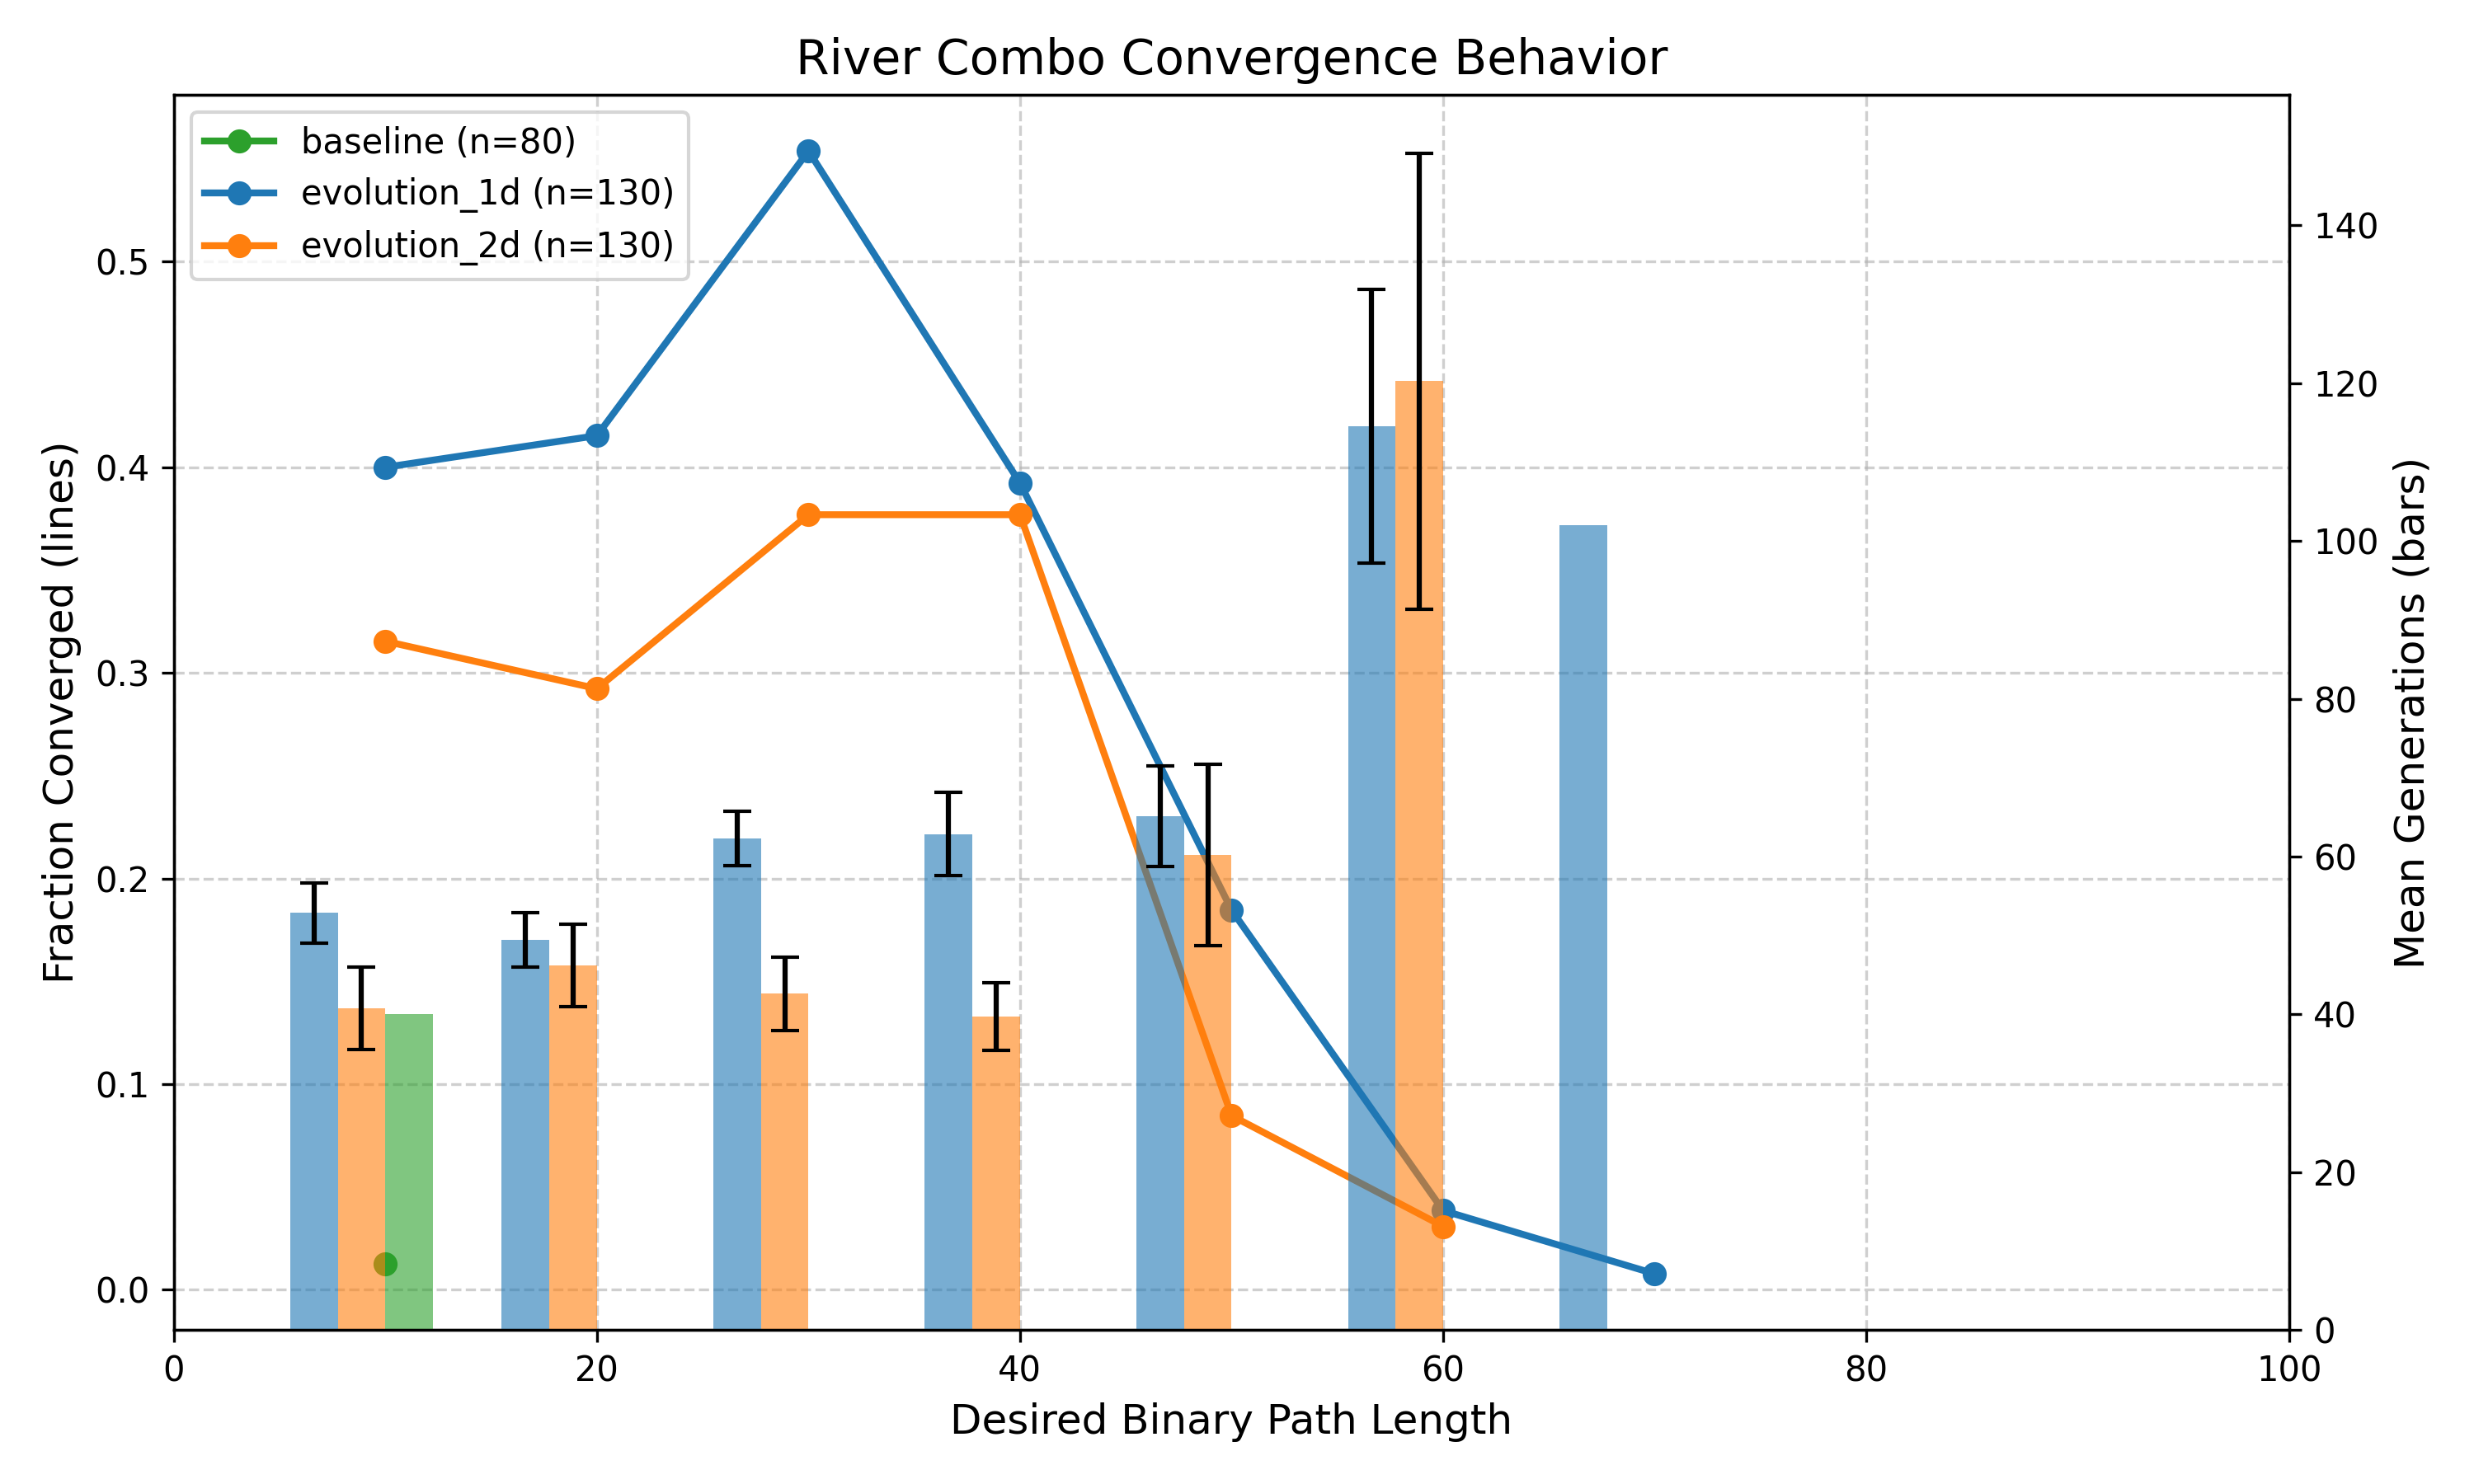 River Combo Convergence Behavior
baseline (n=80)
evolution_1d (n=130)
evolution_2d (n=130)
Fraction Converged (lines)
0.5
0.4
0.3
0.2
0.1
0.0
140
120
100
80
60
40
20
0
Mean Generations (bars)
0 20 40 60 80 100
Desired Binary Path Length